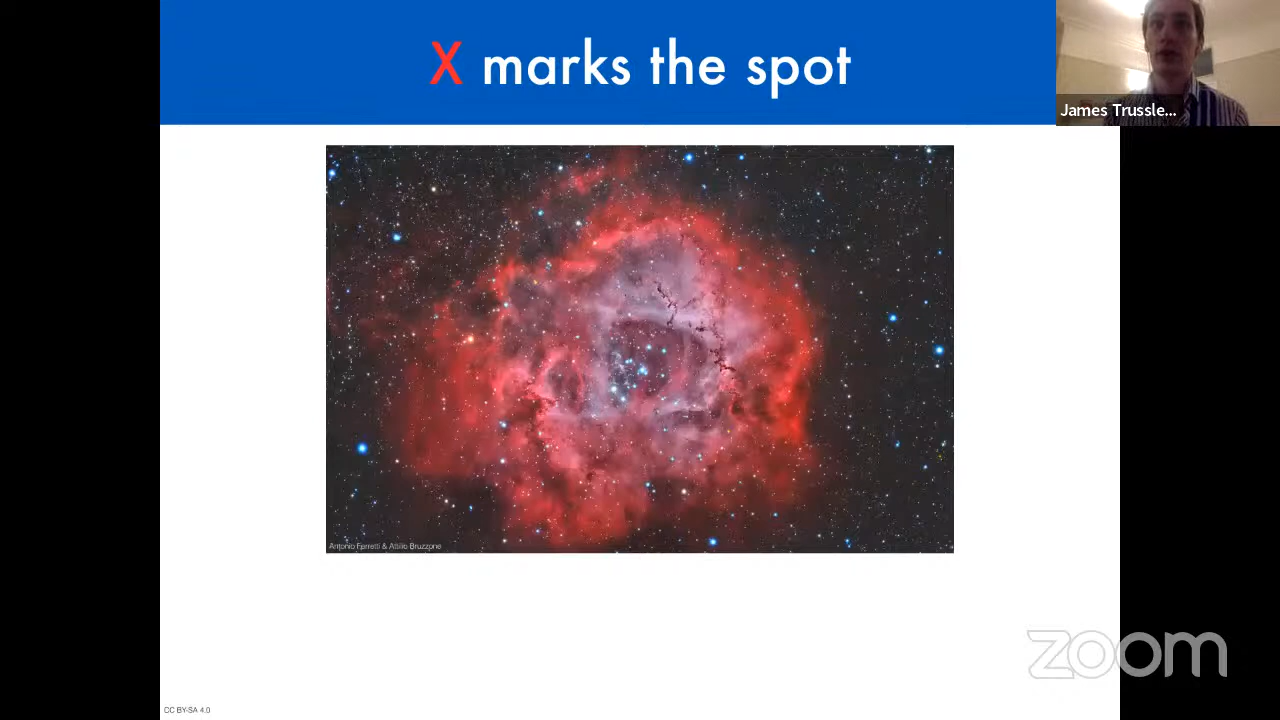 X marks the spot
James Trussle...
Antonio Ferretti & Attilio Bruzzone
zoom
CC BY-SA 4.0